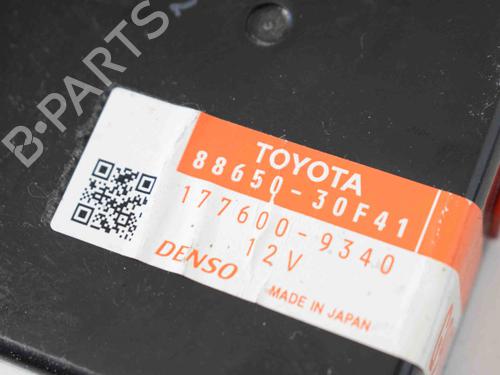 B-PARTS
TOYOTA
88650-30F41
177600-9340
12V
DENSO
MADE IN JAPAN